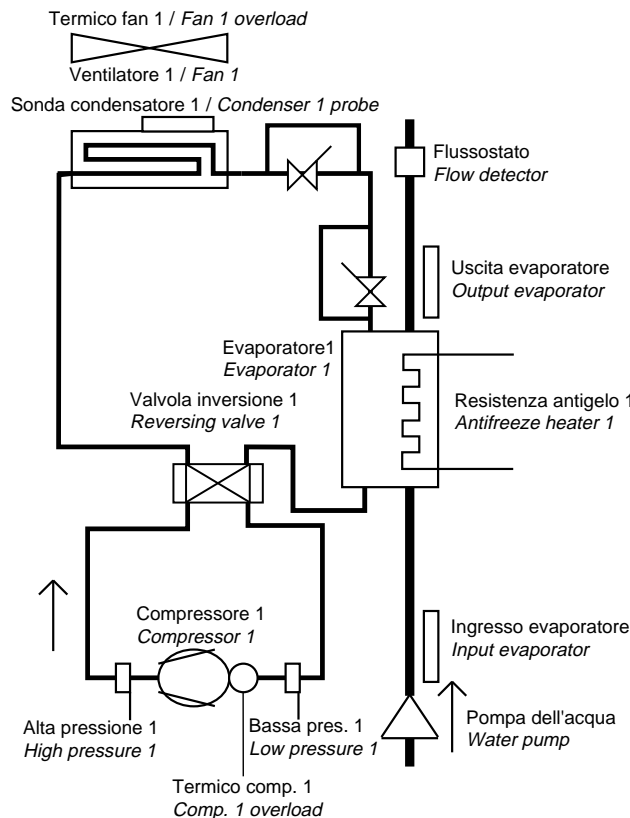 Termico fan 1 / Fan 1 overload
Ventilatore 1 / Fan 1
Sonda condensatore 1 / Condenser 1 probe
Flussostato
Flow detector
Uscita evaporatore
Output evaporator
Evaporatore1
Evaporator 1
Valvola inversione 1
Reversing valve 1
Resistenza antigelo 1
Antifreeze heater 1
Compressore 1
Compressor 1
Ingresso evaporatore
Input evaporator
Alta pressione 1
High pressure 1
Bassa pres. 1
Low pressure 1
Pompa dell'acqua
Water pump
Termico comp. 1
Comp. 1 overload